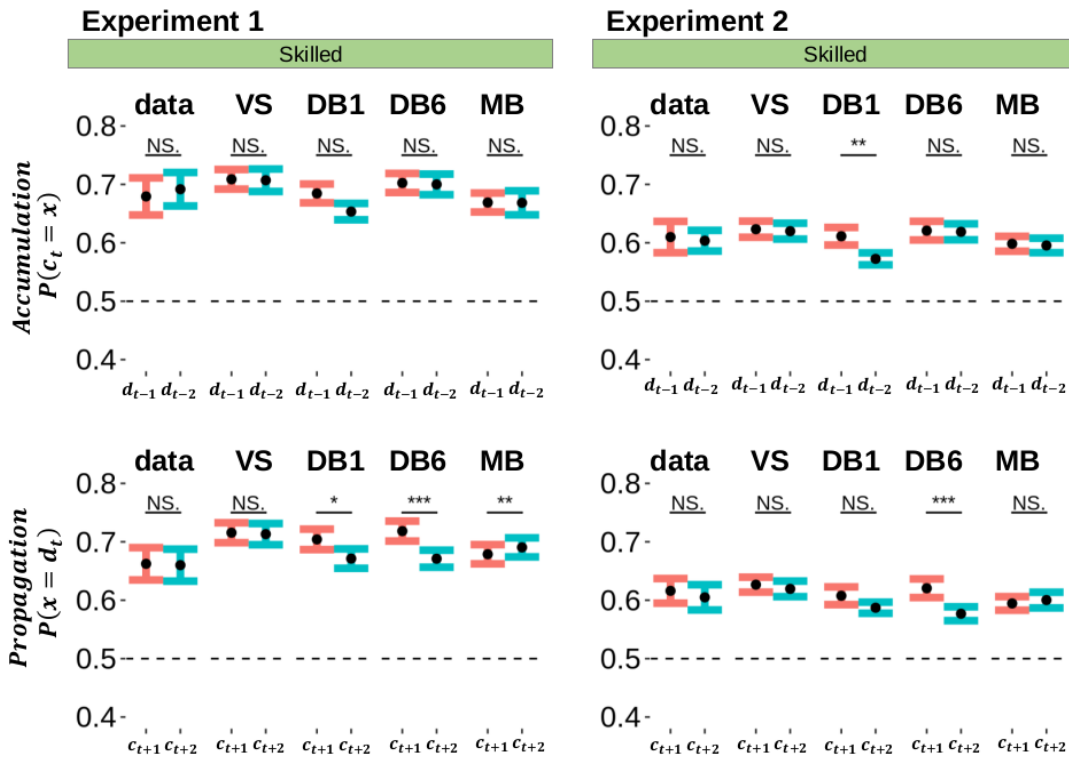 Experiment 1
Experiment 2
Skilled
Skilled
data VS DB1 DB6 MB
data VS DB1 DB6 MB
NS. NS. NS. NS. NS.
NS. NS. ** NS. NS.
Accumulation
P(c_t = x)
0.8
0.7
0.6
0.5
0.4
0.8
0.7
0.6
0.5
0.4
d_{t−1} d_{t−2} d_{t−1} d_{t−2} d_{t−1} d_{t−2} d_{t−1} d_{t−2} d_{t−1} d_{t−2}
d_{t−1} d_{t−2} d_{t−1} d_{t−2} d_{t−1} d_{t−2} d_{t−1} d_{t−2} d_{t−1} d_{t−2}
data VS DB1 DB6 MB
data VS DB1 DB6 MB
NS. NS. * *** **
NS. NS. NS. *** NS.
Propagation
P(x = d_t)
0.8
0.7
0.6
0.5
0.4
0.8
0.7
0.6
0.5
0.4
c_{t+1} c_{t+2} c_{t+1} c_{t+2} c_{t+1} c_{t+2} c_{t+1} c_{t+2} c_{t+1} c_{t+2}
c_{t+1} c_{t+2} c_{t+1} c_{t+2} c_{t+1} c_{t+2} c_{t+1} c_{t+2} c_{t+1} c_{t+2}